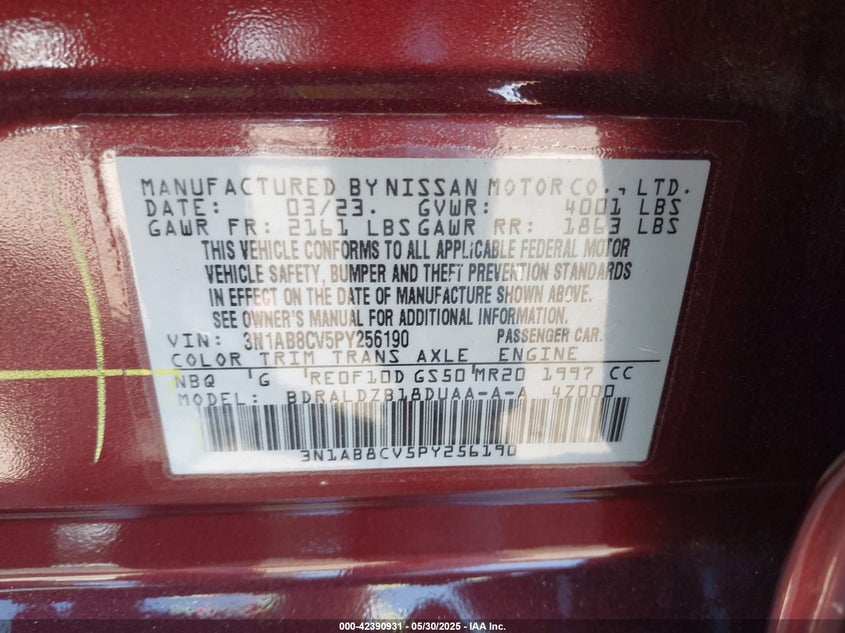 MANUFACTURED BY NISSAN MOTOR CO., LTD.
DATE: 03/23. GVWR: 4001 LBS
GAWR FR: 2161 LBS GAWR RR: 1863 LBS
THIS VEHICLE CONFORMS TO ALL APPLICABLE FEDERAL MOTOR
VEHICLE SAFETY, BUMPER AND THEFT PREVENTION STANDARDS
IN EFFECT ON THE DATE OF MANUFACTURE SHOWN ABOVE.
SEE OWNER'S MANUAL FOR ADDITIONAL INFORMATION.
VIN: 3N1AB8CV5PY256190 PASSENGER CAR.
COLOR TRIM TRANS AXLE ENGINE
NBQ 'G 'RE0F10D GS50'MR20 1997 CC
MODEL: BDRALDZB18DUAA-A-A 4Z000
3N1AB8CV5PY256190
000-42390931 - 05/30/2025 - IAA Inc.